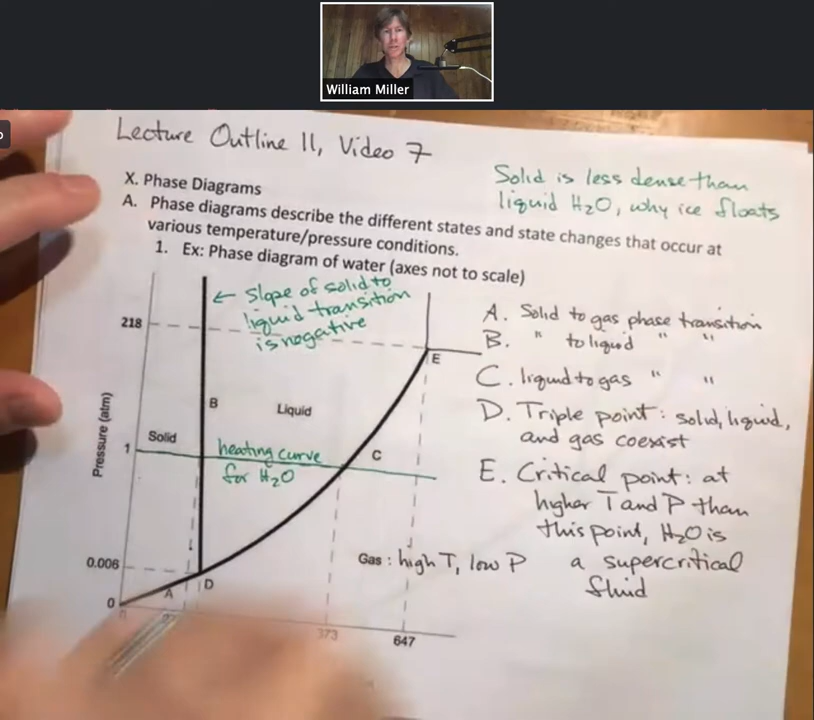 William Miller
Lecture Outline 11, Video 7
Solid is less dense than
liquid H₂O, why ice floats
X. Phase Diagrams
A. Phase diagrams describe the different states and state changes that occur at
various temperature/pressure conditions.
1. Ex: Phase diagram of water (axes not to scale)
← Slope of solid to
liquid transition
is negative
218
E
B
Liquid
Solid
Pressure (atm)
1
heating curve
for H₂O
C
0.006
D
A
0
Gas : high T, low P
373
647
A. Solid to gas phase transition
B. " to liquid " "
C. liquid to gas " "
D. Triple point: solid, liquid,
and gas coexist
E. Critical point: at
higher T and P than
this point, H₂O is
a supercritical
fluid